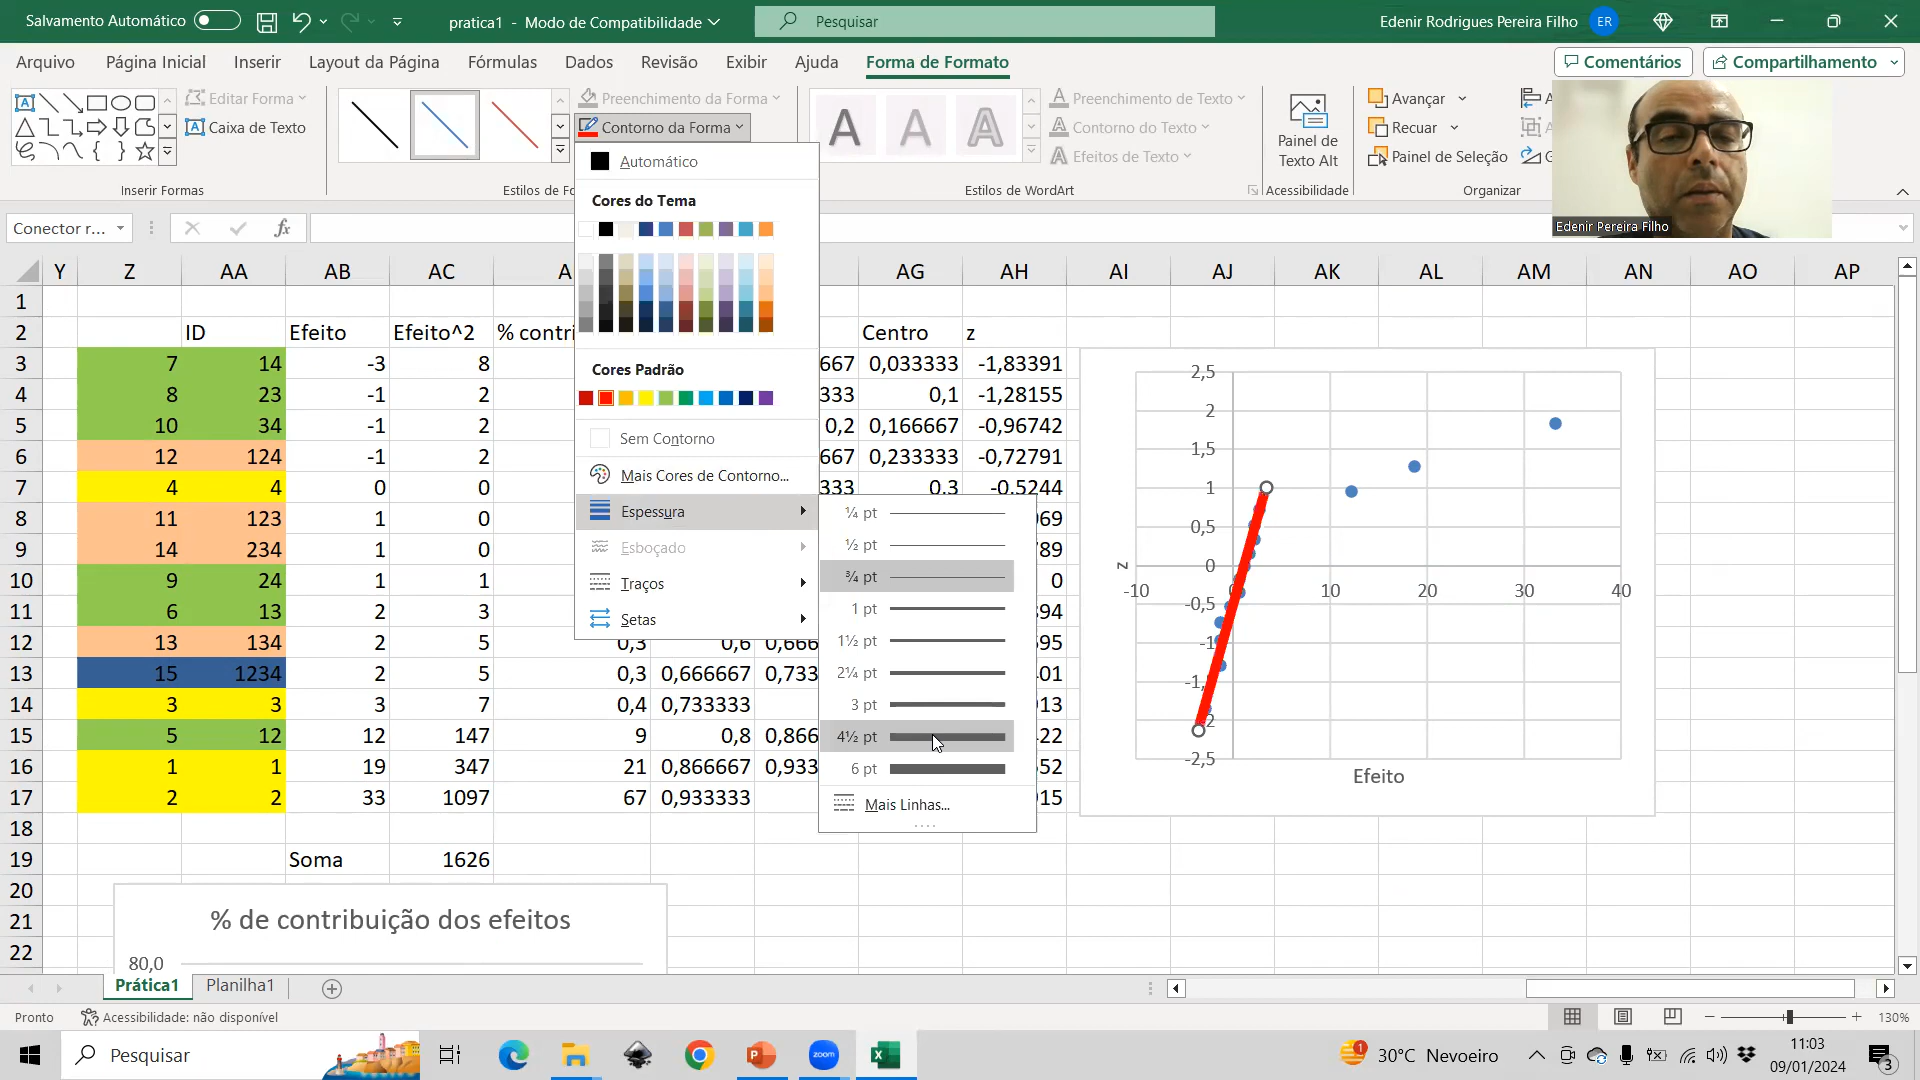 Salvamento Automático
pratica1 - Modo de Compatibilidade
Pesquisar
Edenir Rodrigues Pereira Filho
ER
Arquivo
Página Inicial
Inserir
Layout da Página
Fórmulas
Dados
Revisão
Exibir
Ajuda
Forma de Formato
Comentários
Compartilhamento
Editar Forma
Caixa de Texto
Inserir Formas
Preenchimento da Forma
Contorno da Forma
Estilos de Fo
Preenchimento de Texto
Contorno do Texto
Efeitos de Texto
Estilos de WordArt
Painel de
Texto Alt
Acessibilidade
Avançar
Recuar
Painel de Seleção
Organizar
Edenir Pereira Filho
Conector r...
fx
Automático
Cores do Tema
Cores Padrão
Sem Contorno
Mais Cores de Contorno...
Espessura
Esboçado
Traços
Setas
¼ pt
½ pt
¾ pt
1 pt
1½ pt
2¼ pt
3 pt
4½ pt
6 pt
Mais Linhas...
Y Z AA AB AC A AG AH AI AJ AK AL AM AN AO AP
1
2 ID Efeito Efeito^2 % contri Centro z
3 7 14 -3 8 667 0,033333 -1,83391
4 8 23 -1 2 333 0,1 -1,28155
5 10 34 -1 2 0,2 0,166667 -0,96742
6 12 124 -1 2 667 0,233333 -0,72791
7 4 4 0 0 333 0,3 -0,5244
8 11 123 1 0 069
9 14 234 1 0 789
10 9 24 1 1 0
11 6 13 2 3 394
12 13 134 2 5 0,3 0,6 0,666 395
13 15 1234 2 5 0,3 0,666667 0,733 401
14 3 3 3 7 0,4 0,733333 913
15 5 12 12 147 9 0,8 0,866 422
16 1 1 19 347 21 0,866667 0,933 552
17 2 2 33 1097 67 0,933333 915
18
19 Soma 1626
20
21
22
% de contribuição dos efeitos
80,0
2,5
2
1,5
1
0,5
0
-0,5
-1
-1,
-2
-2,5
-10 0 10 20 30 40
z
Efeito
Prática1
Planilha1
Pronto
Acessibilidade: não disponível
130%
Pesquisar
zoom
1
30°C Nevoeiro
11:03
09/01/2024
3